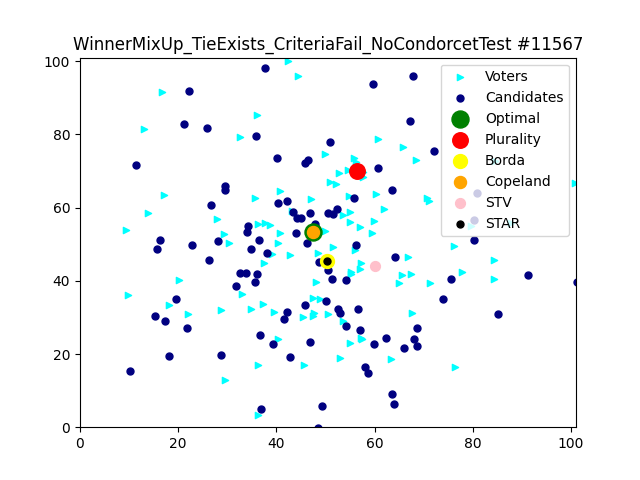 WinnerMixUp_TieExists_CriteriaFail_NoCondorcetTest #11567
Voters
Candidates
Optimal
Plurality
Borda
Copeland
STV
STAR
100
80
60
40
20
0
0 20 40 60 80 100